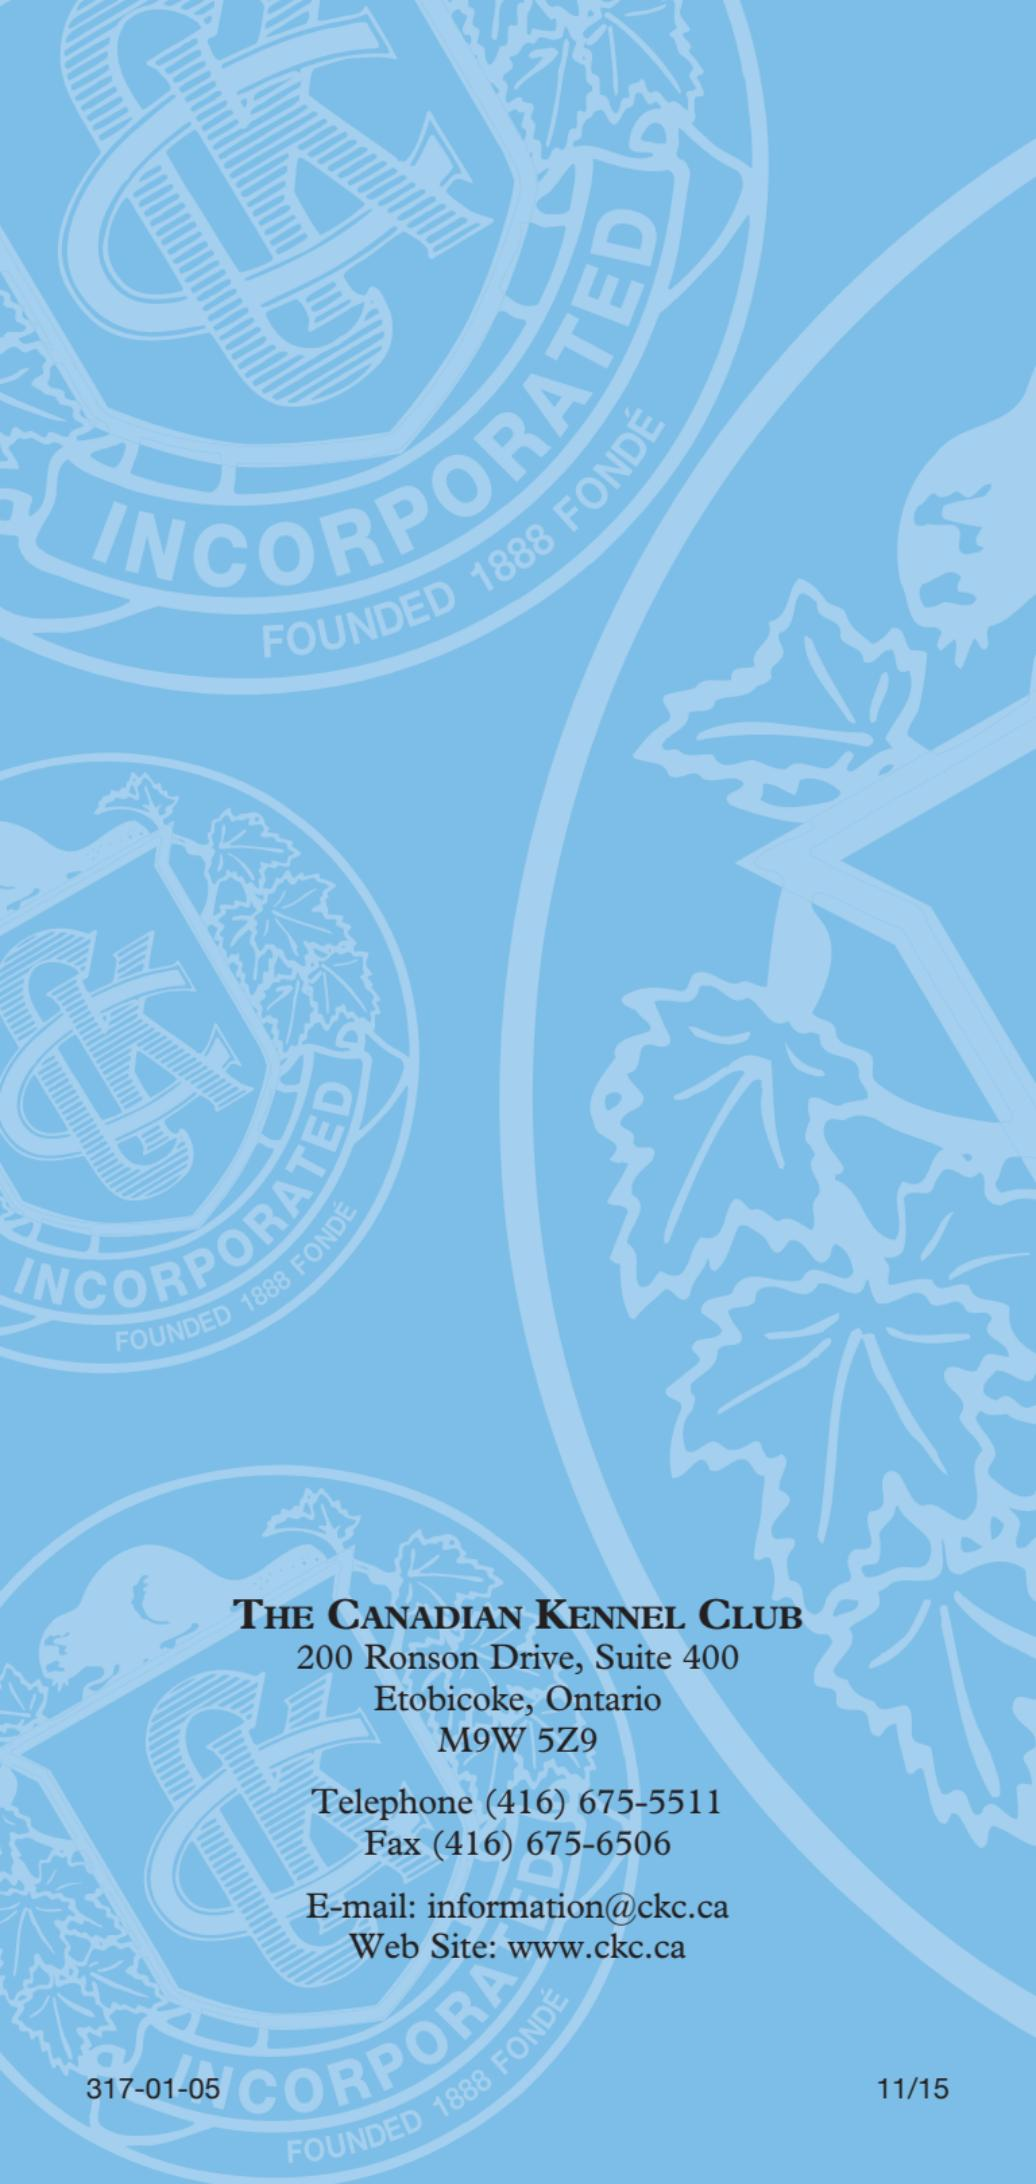 INCORPORATED
FOUNDED 1888 FONDÉ
INCORPORATED
FOUNDED 1888 FONDÉ
THE CANADIAN KENNEL CLUB
200 Ronson Drive, Suite 400
Etobicoke, Ontario
M9W 5Z9
Telephone (416) 675-5511
Fax (416) 675-6506
E-mail: information@ckc.ca
Web Site: www.ckc.ca
INCORPORATED
FOUNDED 1888 FONDÉ
317-01-05
11/15